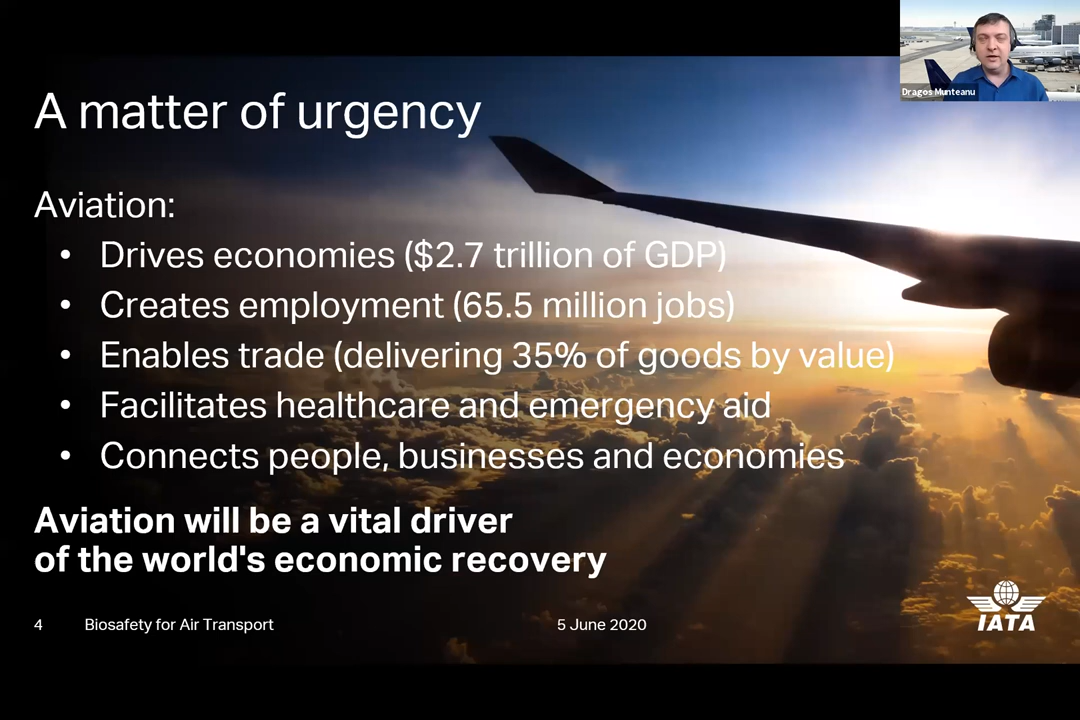 Dragos Munteanu
A matter of urgency
Aviation:
• Drives economies ($2.7 trillion of GDP)
• Creates employment (65.5 million jobs)
• Enables trade (delivering 35% of goods by value)
• Facilitates healthcare and emergency aid
• Connects people, businesses and economies
Aviation will be a vital driver
of the world's economic recovery
4 Biosafety for Air Transport 5 June 2020
IATA